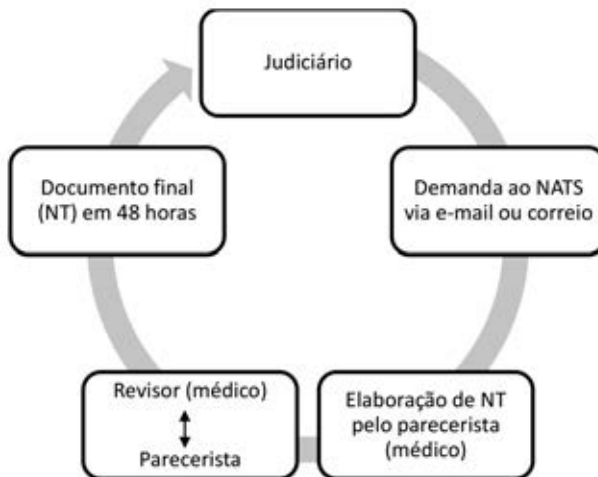 Judiciário
Demanda ao NATS
via e-mail ou correio
Elaboração de NT
pelo parecerista
(médico)
Revisor (médico)
Parecerista
Documento final
(NT) em 48 horas